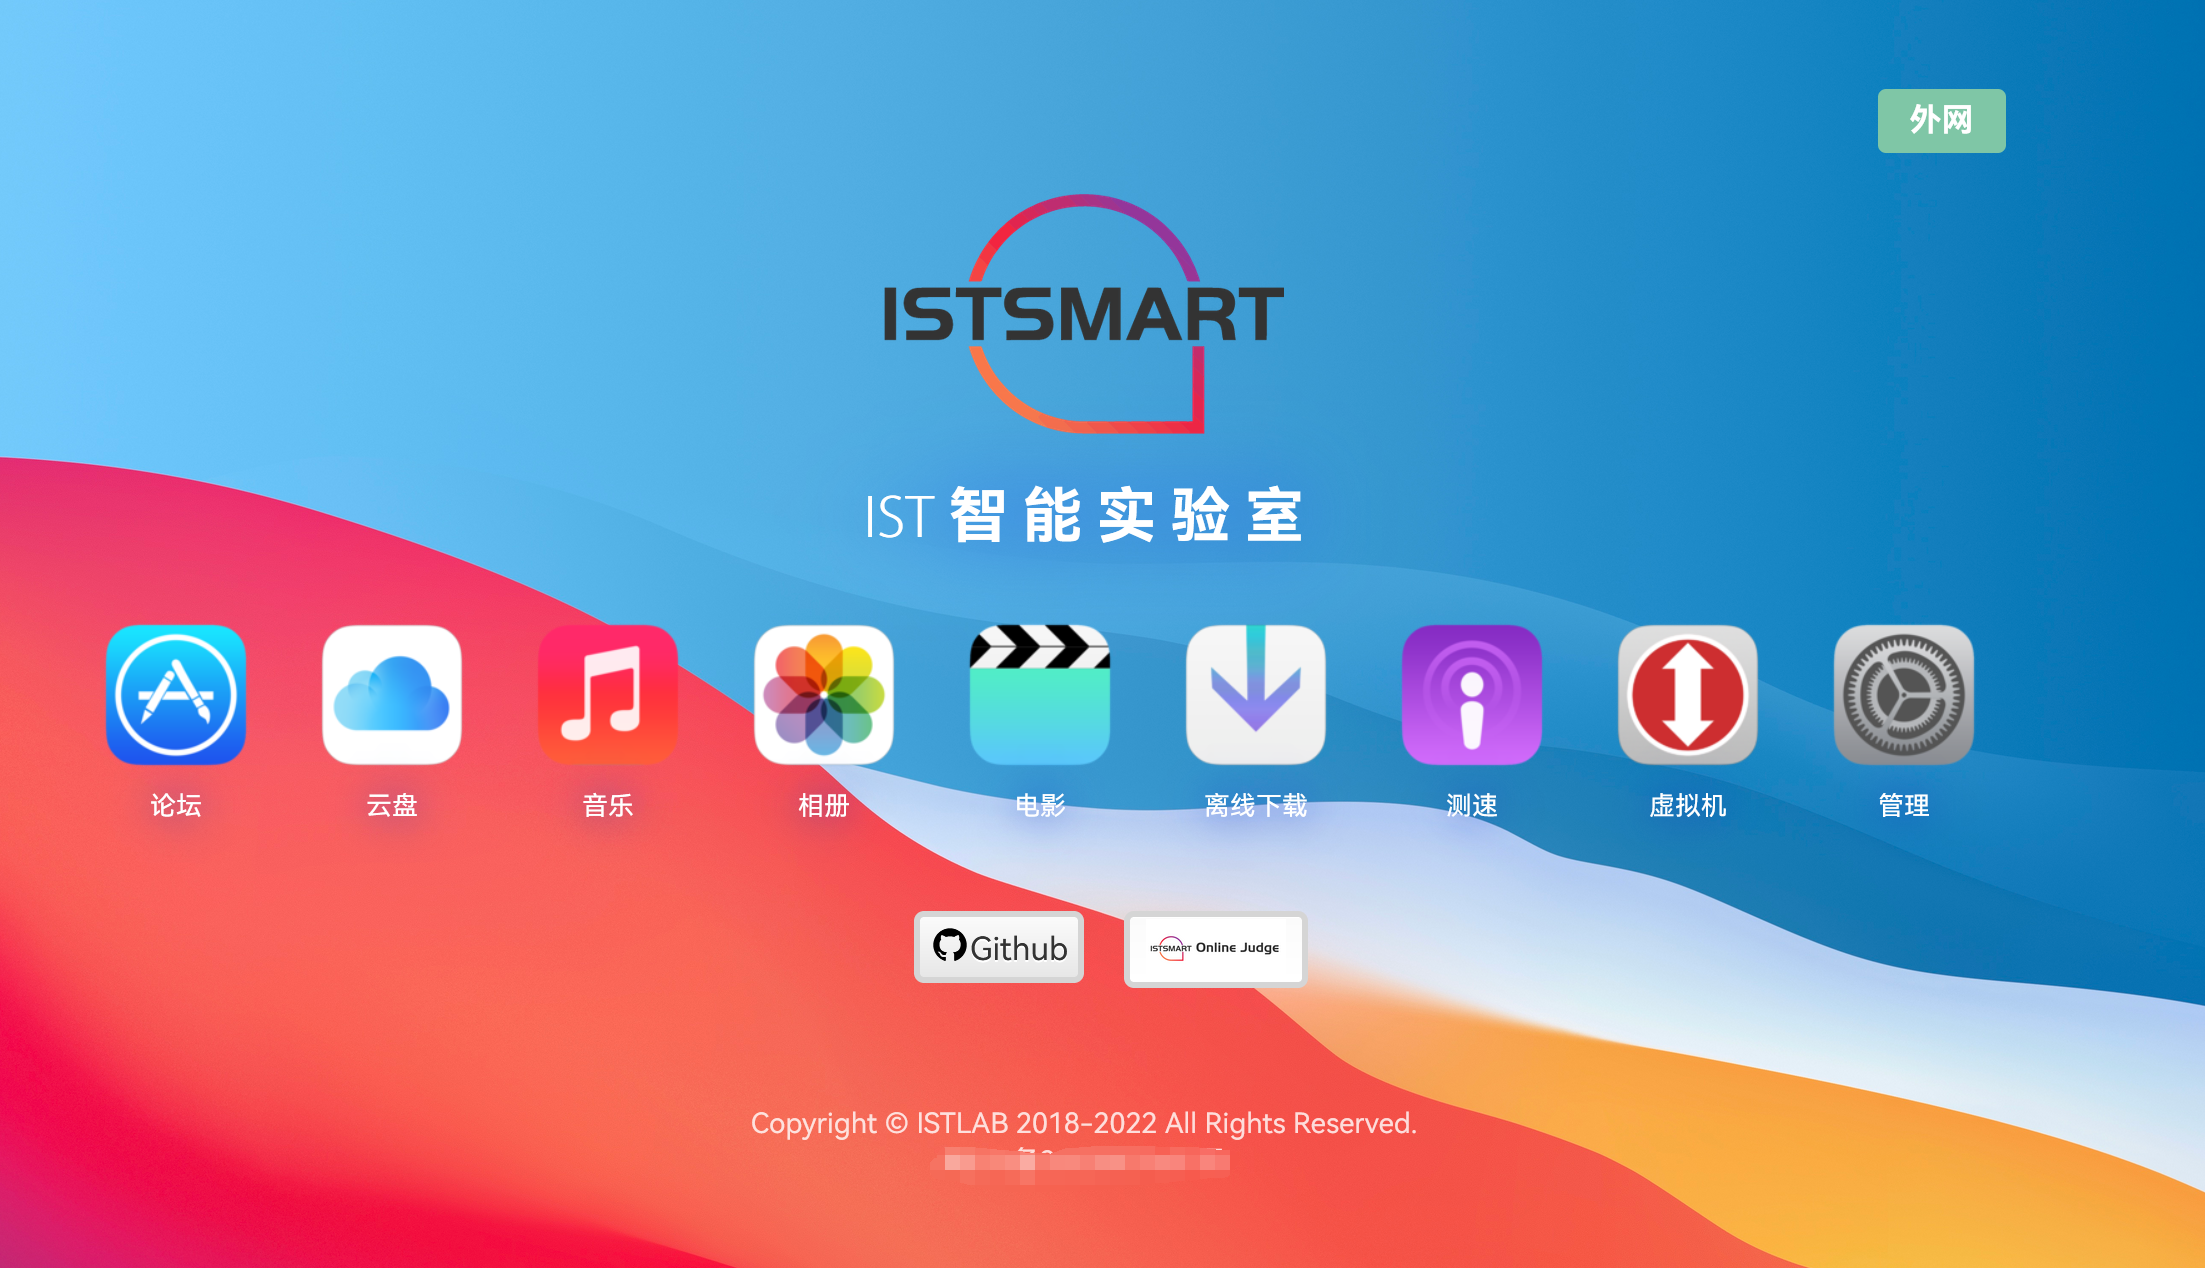 外网
ISTSMART
IST 智能实验室
论坛 云盘 音乐 相册 电影 离线下载 测速 虚拟机 管理
Github
ISTSMART Online Judge
Copyright © ISTLAB 2018-2022 All Rights Reserved.